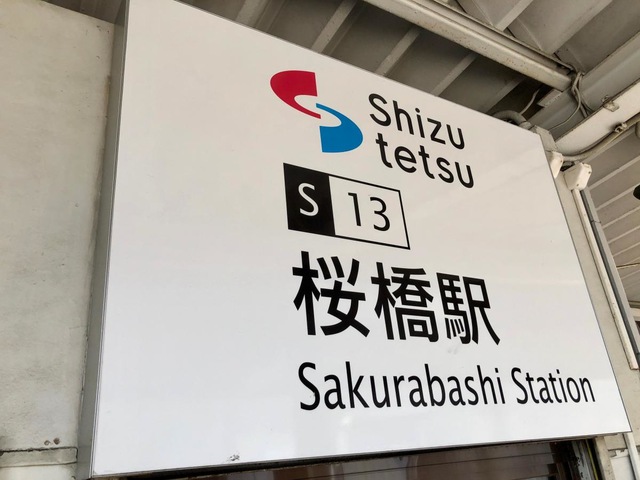 Shizu
tetsu
S 13
桜橋駅
Sakurabashi Station